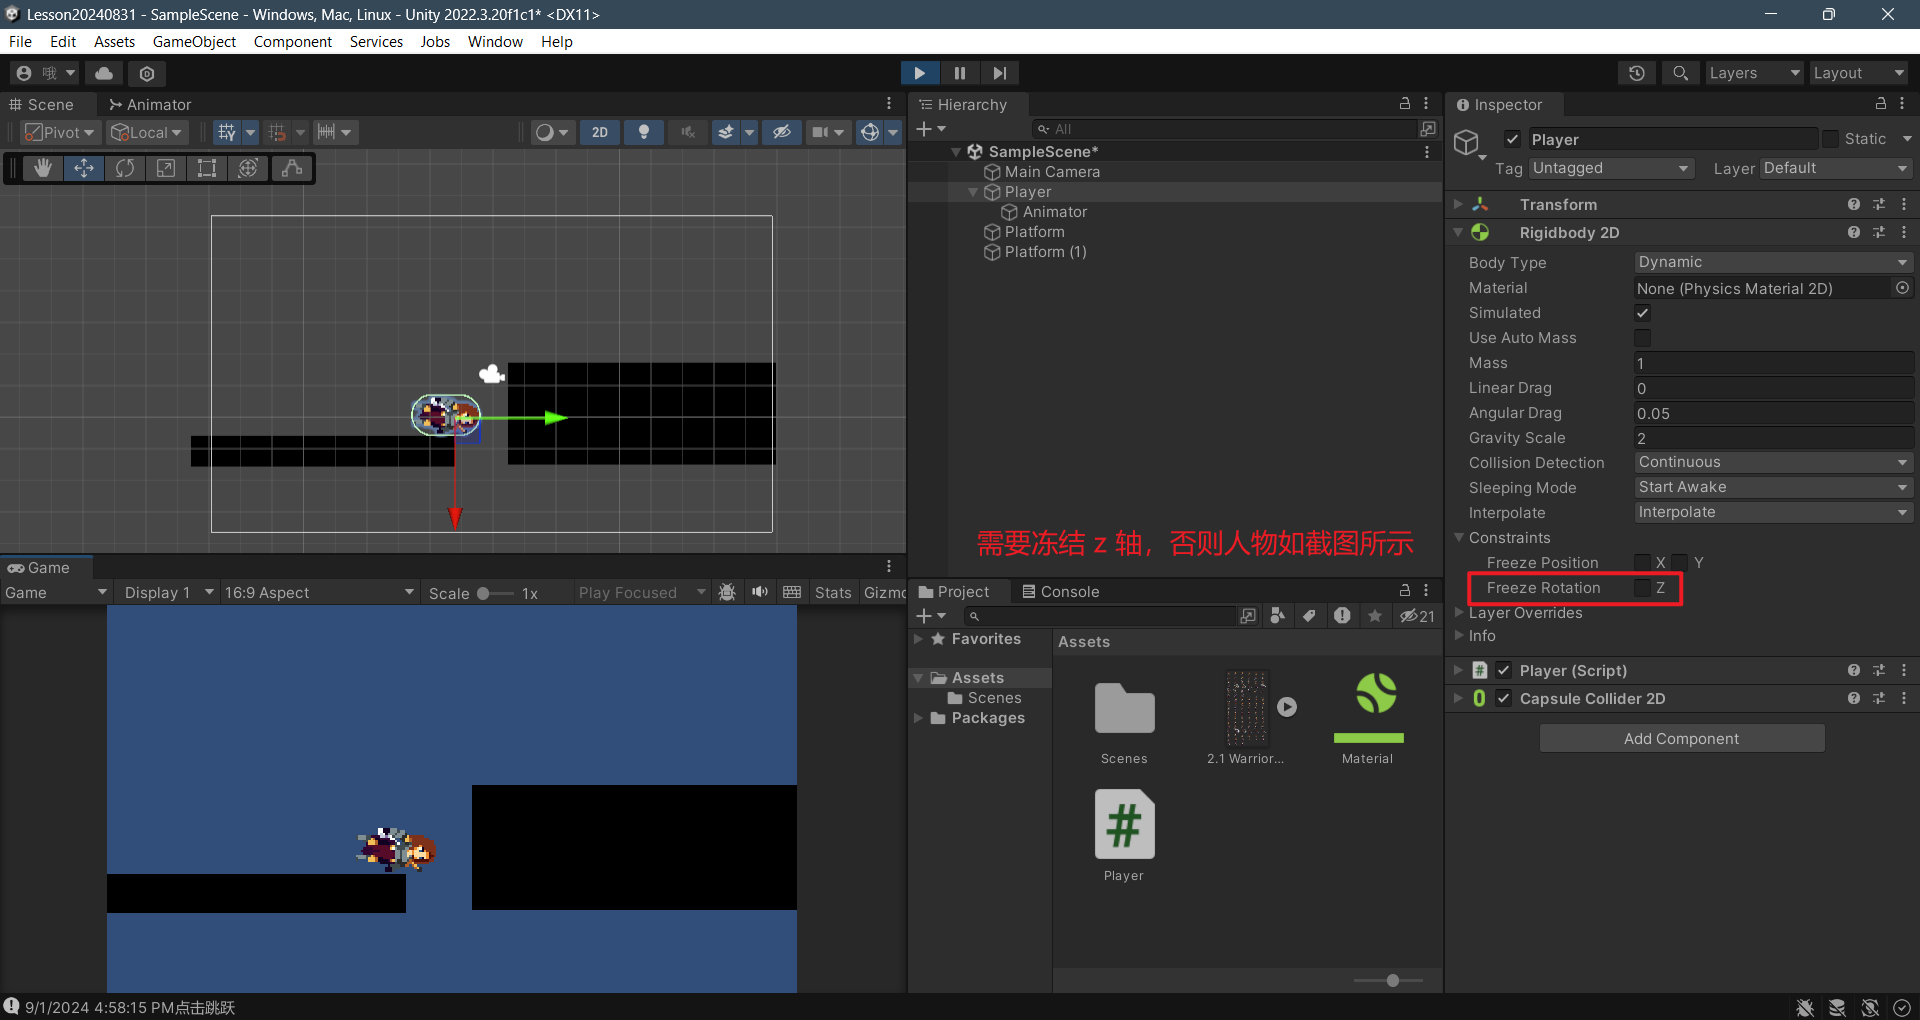 Lesson20240831 - SampleScene - Windows, Mac, Linux - Unity 2022.3.20f1c1* <DX11>
File Edit Assets GameObject Component Services Jobs Window Help
Layers Layout
Scene Animator
Pivot Local 2D
Hierarchy
All
SampleScene*
Main Camera
Player
Animator
Platform
Platform (1)
需要冻结 z 轴，否则人物如截图所示
Inspector
Player Static
Tag Untagged Layer Default
Transform
Rigidbody 2D
Body Type Dynamic
Material None (Physics Material 2D)
Simulated
Use Auto Mass
Mass 1
Linear Drag 0
Angular Drag 0.05
Gravity Scale 2
Collision Detection Continuous
Sleeping Mode Start Awake
Interpolate Interpolate
Constraints
Freeze Position X Y
Freeze Rotation Z
Layer Overrides
Info
Player (Script)
Capsule Collider 2D
Add Component
Game
Game Display 1 16:9 Aspect Scale 1x Play Focused Stats Gizmo
Project Console
21
Favorites
Assets
Scenes
Packages
Assets
Scenes 2.1 Warrior... Material
Player
9/1/2024 4:58:15 PM点击跳跃